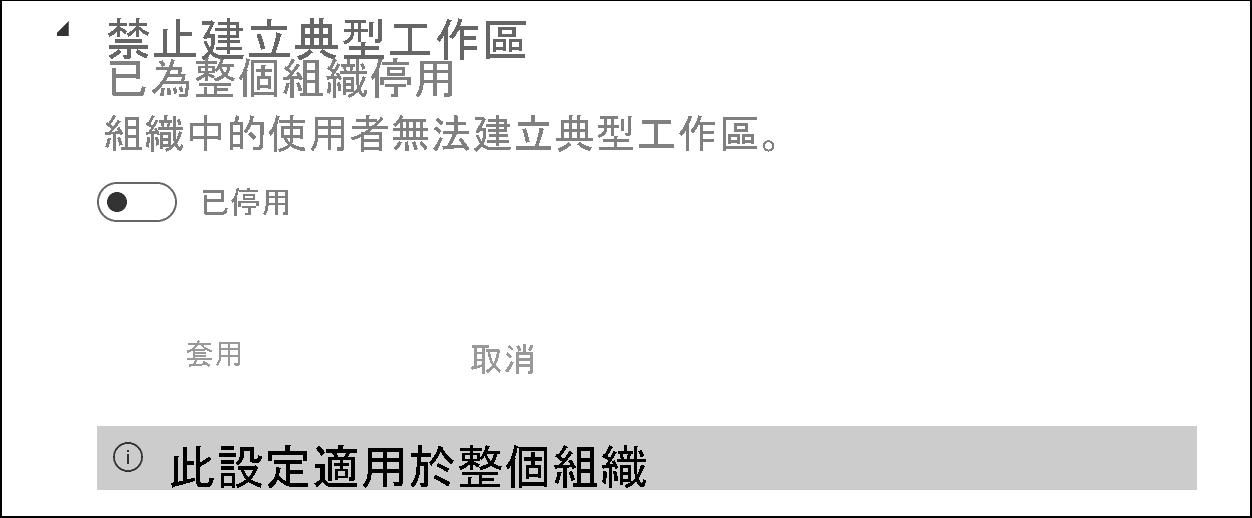 禁止建立典型工作區
已為整個組織停用
組織中的使用者無法建立典型工作區。
已停用
套用 取消
此設定適用於整個組織